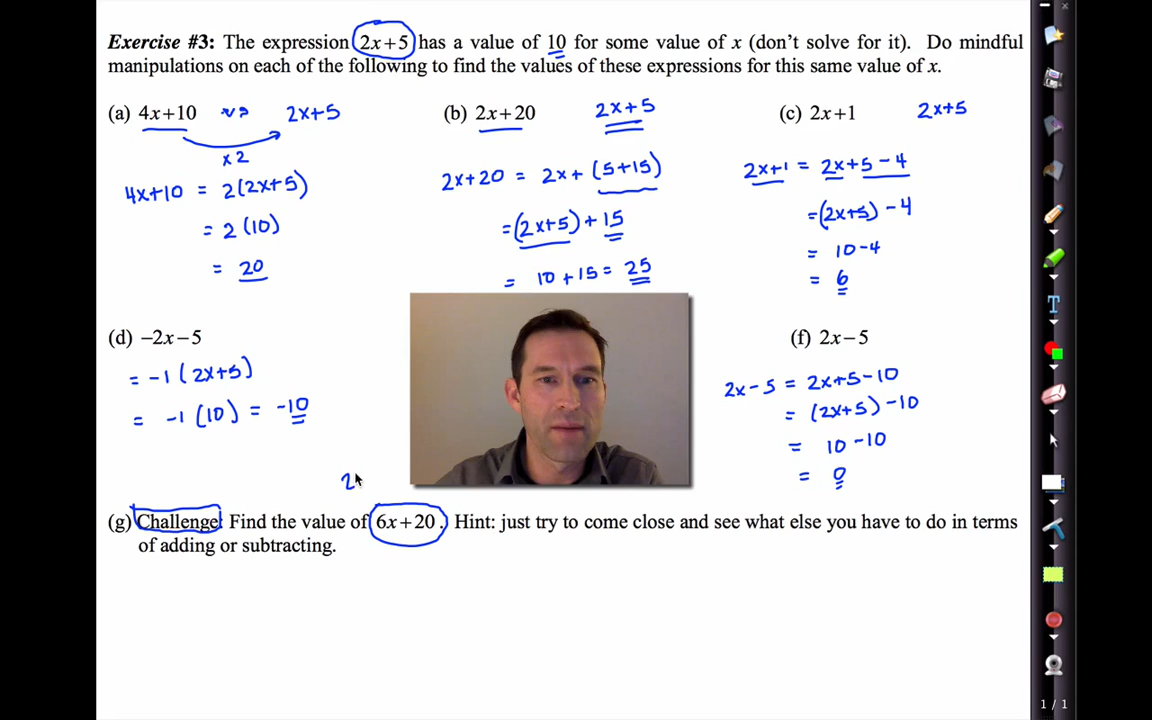 Exercise #3: The expression 2x+5 has a value of 10 for some value of x (don't solve for it). Do mindful
manipulations on each of the following to find the values of these expressions for this same value of x.
(a) 4x+10 vs 2x+5
x2
4x+10 = 2(2x+5)
= 2(10)
= 20
(b) 2x+20 2x+5
2x+20 = 2x+(5+15)
=(2x+5)+15
= 10+15=25
(c) 2x+1 2x+5
2x+1 = 2x+5-4
=(2x+5)-4
= 10-4
= 6
(d) −2x−5
= -1(2x+5)
= -1(10) = -10
(f) 2x−5
2x-5 = 2x+5-10
= (2x+5)-10
= 10-10
= 0
2
(g) Challenge: Find the value of 6x+20. Hint: just try to come close and see what else you have to do in terms
of adding or subtracting.
T
1 / 1